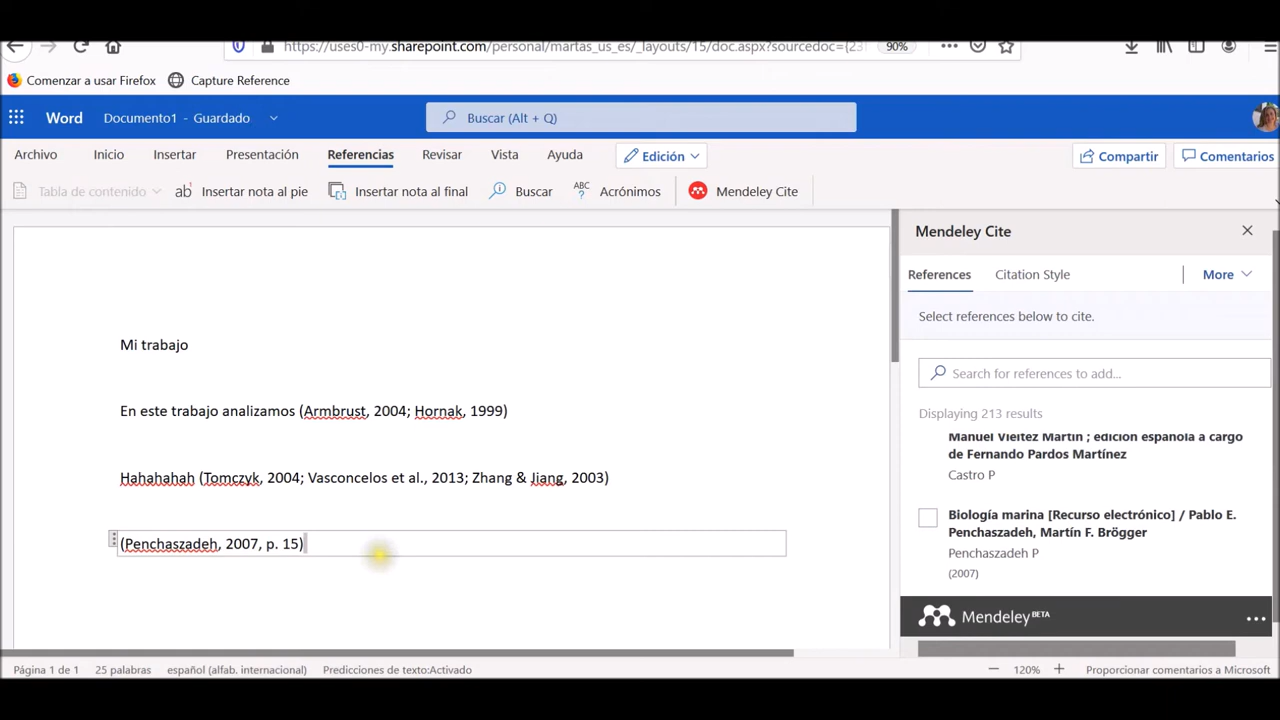 https://uses0-my.sharepoint.com/personal/martas_us_es/_layouts/15/doc.aspx?sourcedoc={23
90%
Comenzar a usar Firefox
Capture Reference
Word
Documento1 - Guardado
Buscar (Alt + Q)
Archivo
Inicio
Insertar
Presentación
Referencias
Revisar
Vista
Ayuda
Edición
Compartir
Comentarios
Tabla de contenido
ab
Insertar nota al pie
Insertar nota al final
Buscar
ABC
?
Acrónimos
Mendeley Cite
Mendeley Cite
References
Citation Style
More
Select references below to cite.
Search for references to add...
Displaying 213 results
Manuel Vieitez Martín ; edición española a cargo
de Fernando Pardos Martínez
Castro P
Biología marina [Recurso electrónico] / Pablo E.
Penchaszadeh, Martín F. Brögger
Penchaszadeh P
(2007)
Mendeley BETA
Mi trabajo
En este trabajo analizamos (Armbrust, 2004; Hornak, 1999)
Hahahahah (Tomczyk, 2004; Vasconcelos et al., 2013; Zhang & Jiang, 2003)
(Penchaszadeh, 2007, p. 15)
Página 1 de 1
25 palabras
español (alfab. internacional)
Predicciones de texto:Activado
120%
Proporcionar comentarios a Microsoft